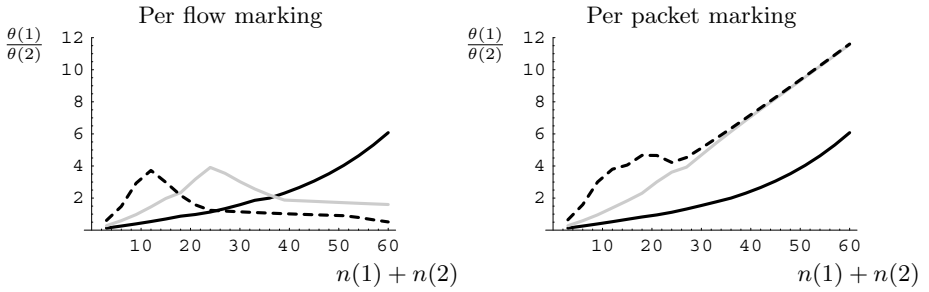 Per flow marking
θ(1)
θ(2)
12
10
8
6
4
2
10 20 30 40 50 60
n(1) + n(2)
Per packet marking
θ(1)
θ(2)
12
10
8
6
4
2
10 20 30 40 50 60
n(1) + n(2)